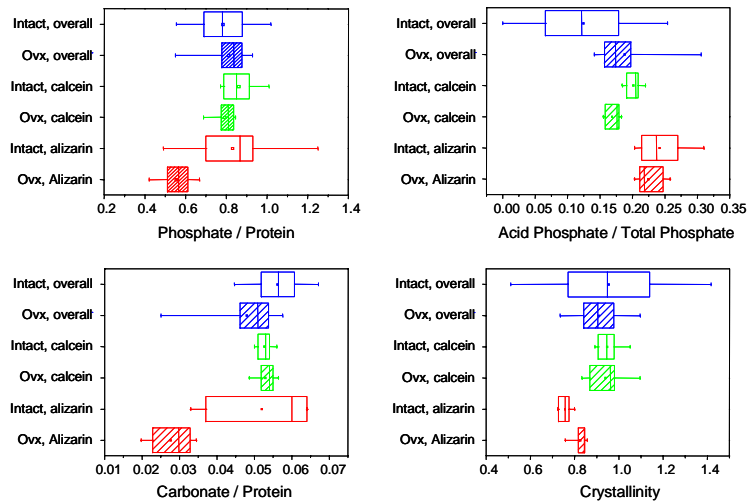 Intact, overall
Ovx, overall
Intact, calcein
Ovx, calcein
Intact, alizarin
Ovx, Alizarin
0.2 0.4 0.6 0.8 1.0 1.2 1.4
Phosphate / Protein
Intact, overall
Ovx, overall
Intact, calcein
Ovx, calcein
Intact, alizarin
Ovx, Alizarin
0.00 0.05 0.10 0.15 0.20 0.25 0.30 0.35
Acid Phosphate / Total Phosphate
Intact, overall
Ovx, overall
Intact, calcein
Ovx, calcein
Intact, alizarin
Ovx, Alizarin
0.01 0.02 0.03 0.04 0.05 0.06 0.07
Carbonate / Protein
Intact, overall
Ovx, overall
Intact, calcein
Ovx, calcein
Intact, alizarin
Ovx, Alizarin
0.4 0.6 0.8 1.0 1.2 1.4
Crystallinity